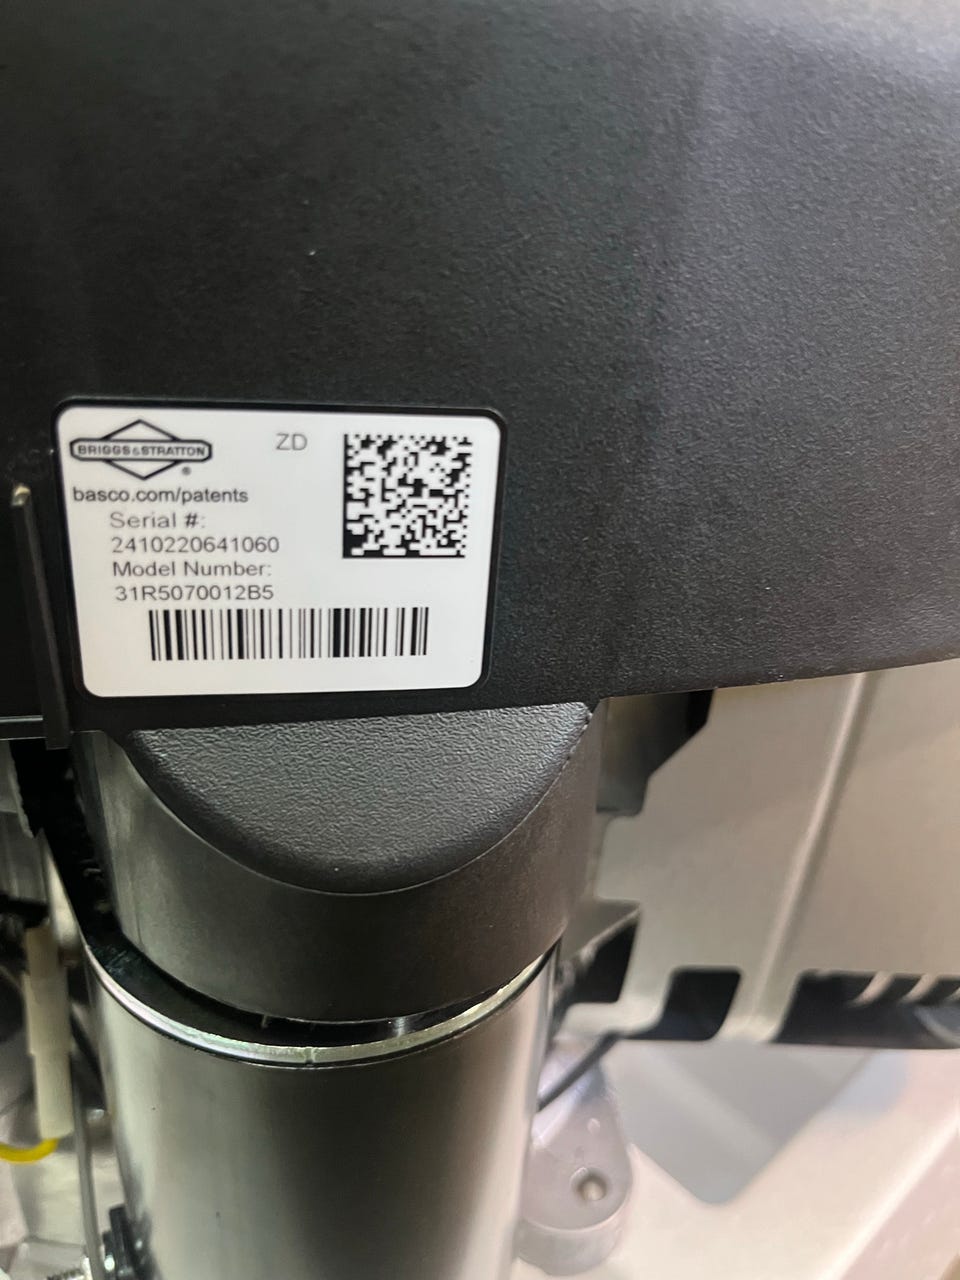 BRIGGS&STRATTON
®
ZD
basco.com/patents
Serial #:
2410220641060
Model Number:
31R5070012B5